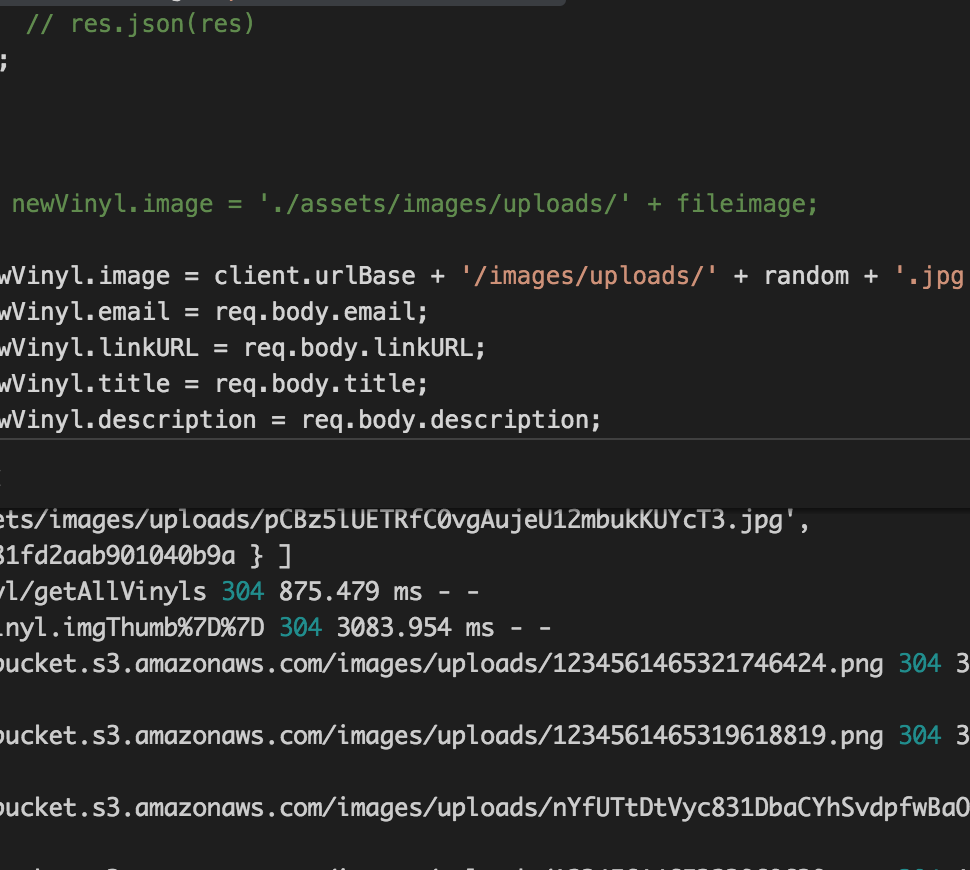 // res.json(res)
;
newVinyl.image = './assets/images/uploads/' + fileimage;
wVinyl.image = client.urlBase + '/images/uploads/' + random + '.jpg
wVinyl.email = req.body.email;
wVinyl.linkURL = req.body.linkURL;
wVinyl.title = req.body.title;
wVinyl.description = req.body.description;
ets/images/uploads/pCBz5lUETRfC0vgAujeU12mbukKUYcT3.jpg',
81fd2aab901040b9a } ]
yl/getAllVinyls 304 875.479 ms - -
inyl.imgThumb%7D%7D 304 3083.954 ms - -
bucket.s3.amazonaws.com/images/uploads/1234561465321746424.png 304 3
bucket.s3.amazonaws.com/images/uploads/1234561465319618819.png 304 3
bucket.s3.amazonaws.com/images/uploads/nYfUTtDtVyc831DbaCYhSvdpfwBaO